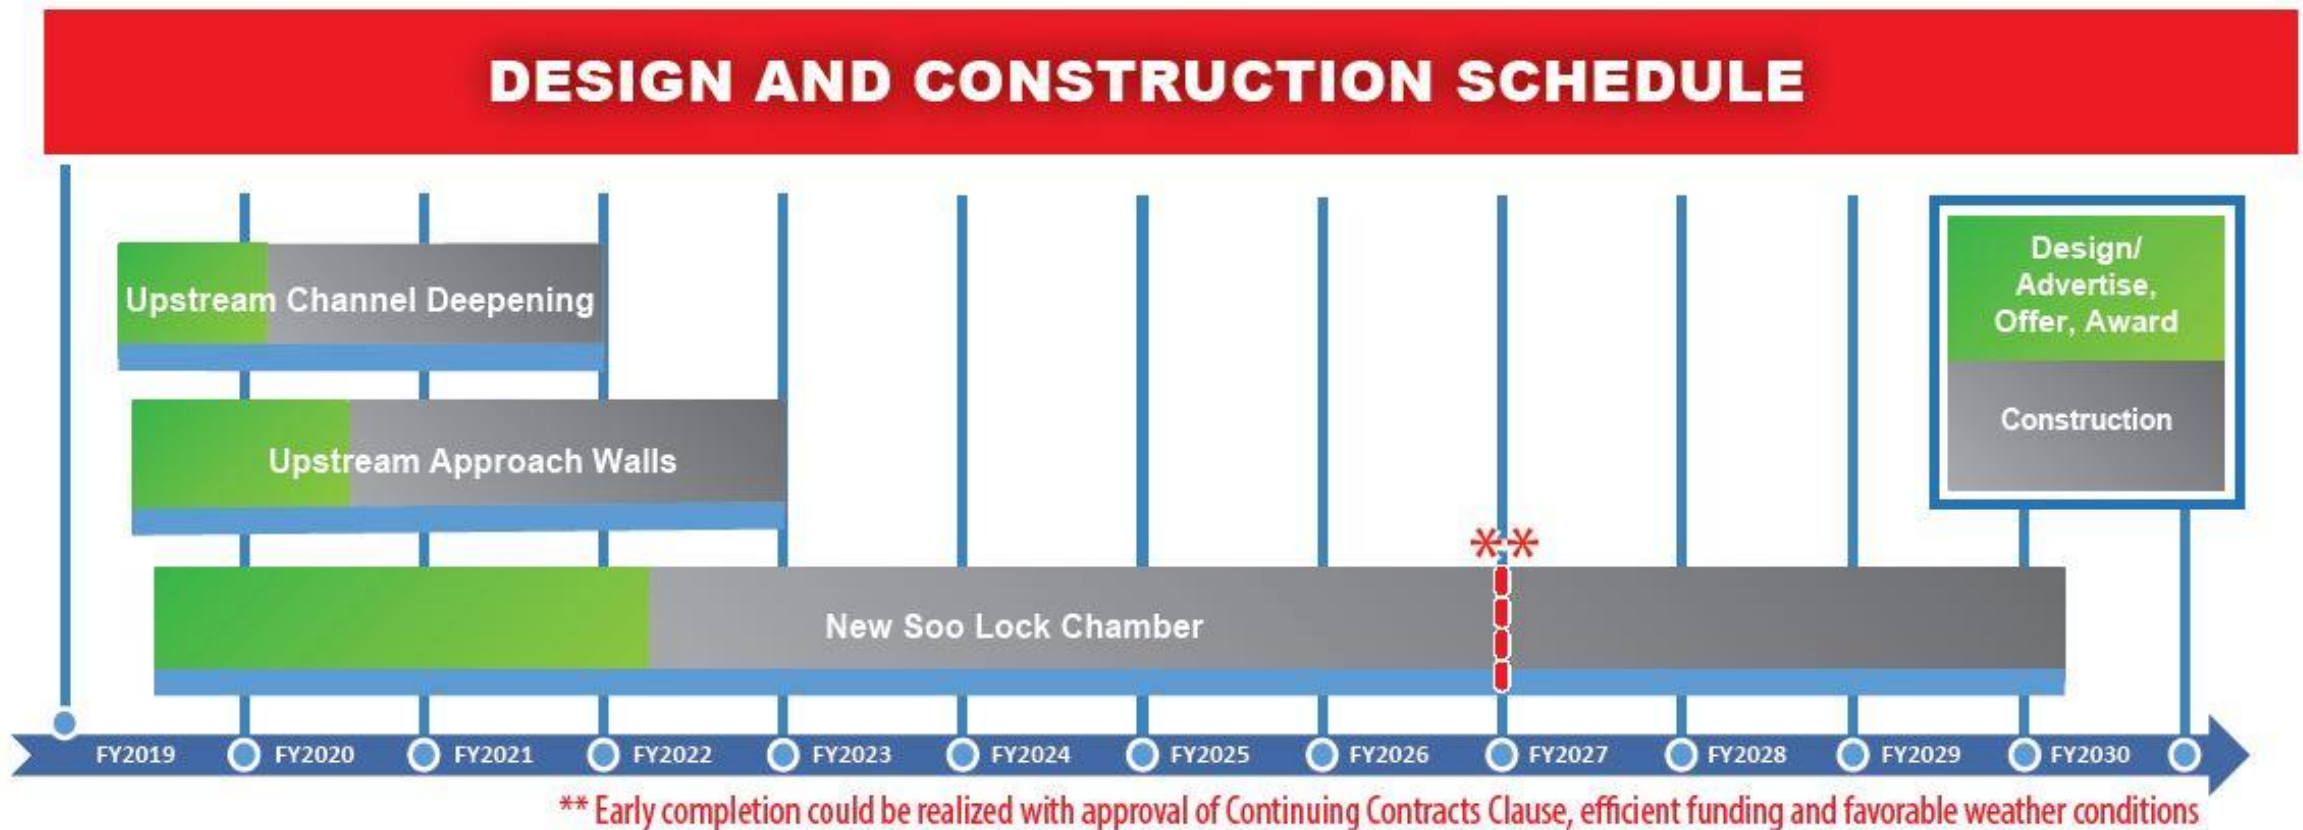 DESIGN AND CONSTRUCTION SCHEDULE
Upstream Channel Deepening
Design/
Advertise,
Offer, Award
Construction
Upstream Approach Walls
**
New Soo Lock Chamber
FY2019 FY2020 FY2021 FY2022 FY2023 FY2024 FY2025 FY2026 FY2027 FY2028 FY2029 FY2030
** Early completion could be realized with approval of Continuing Contracts Clause, efficient funding and favorable weather conditions